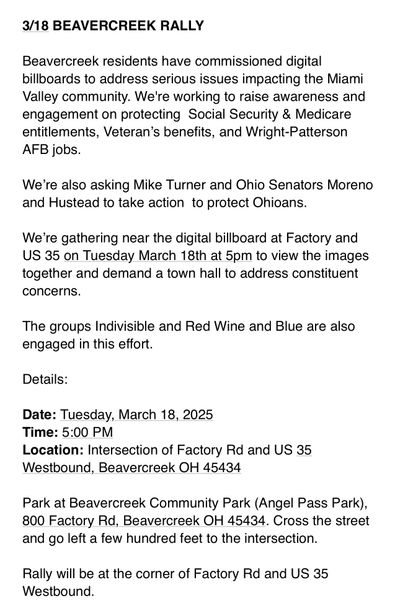 3/18 BEAVERCREEK RALLY
Beavercreek residents have commissioned digital
billboards to address serious issues impacting the Miami
Valley community. We're working to raise awareness and
engagement on protecting  Social Security & Medicare
entitlements, Veteran's benefits, and Wright-Patterson
AFB jobs.
We're also asking Mike Turner and Ohio Senators Moreno
and Hustead to take action  to protect Ohioans.
We're gathering near the digital billboard at Factory and
US 35 on Tuesday March 18th at 5pm to view the images
together and demand a town hall to address constituent
concerns.
The groups Indivisible and Red Wine and Blue are also
engaged in this effort.
Details:
Date: Tuesday, March 18, 2025
Time: 5:00 PM
Location: Intersection of Factory Rd and US 35
Westbound, Beavercreek OH 45434
Park at Beavercreek Community Park (Angel Pass Park),
800 Factory Rd, Beavercreek OH 45434. Cross the street
and go left a few hundred feet to the intersection.
Rally will be at the corner of Factory Rd and US 35
Westbound.